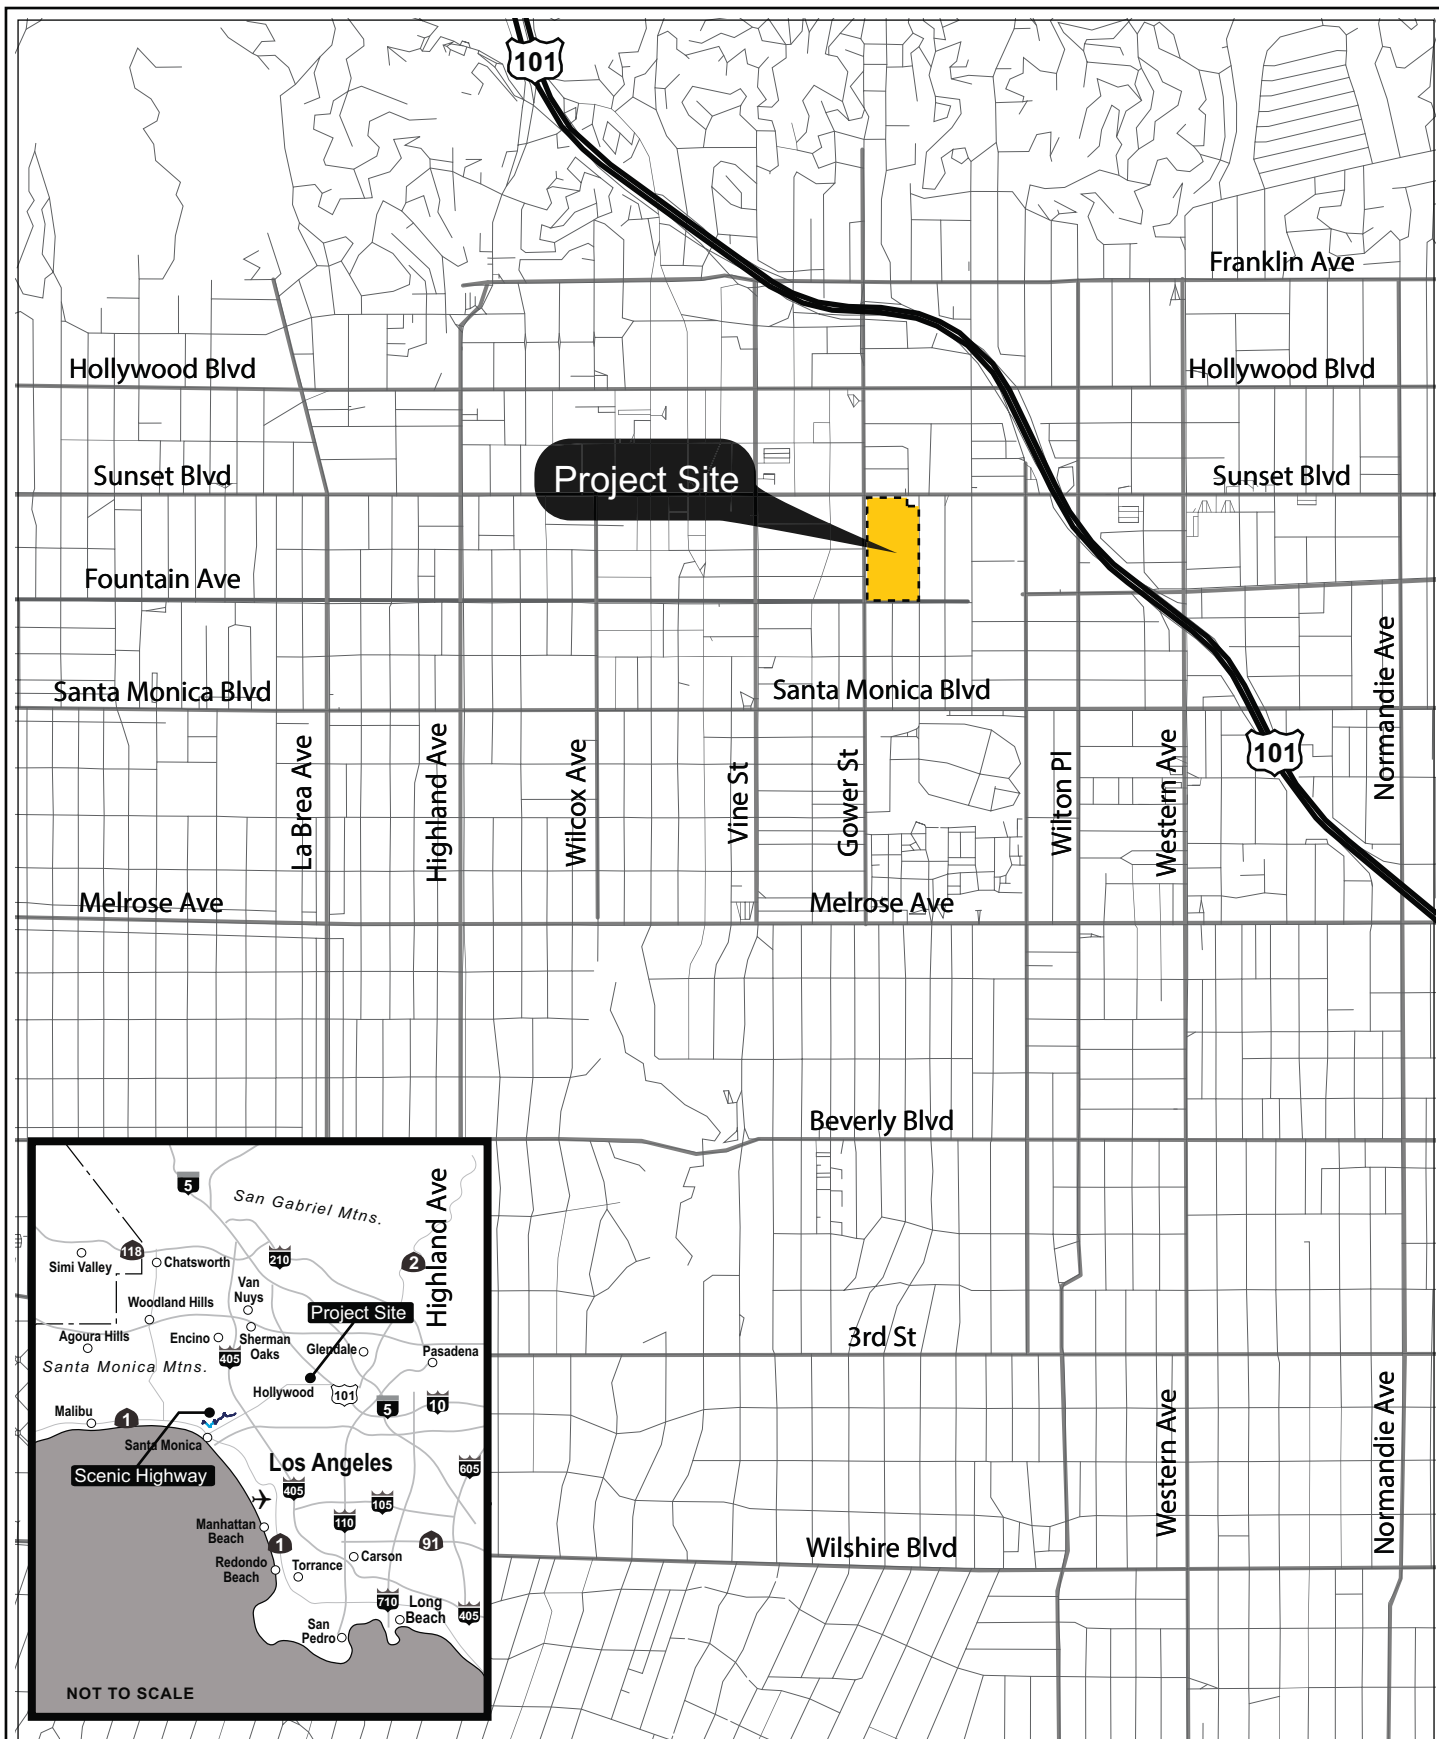 101
Franklin Ave
Hollywood Blvd
Hollywood Blvd
Project Site
Sunset Blvd
Sunset Blvd
Fountain Ave
Santa Monica Blvd
Santa Monica Blvd
La Brea Ave
Highland Ave
Wilcox Ave
Vine St
Gower St
Wilton Pl
Western Ave
101
Normandie Ave
Melrose Ave
Melrose Ave
Beverly Blvd
Highland Ave
3rd St
Western Ave
Normandie Ave
Wilshire Blvd
5
San Gabriel Mtns.
118
Simi Valley
Chatsworth
210
2
Van
Nuys
Woodland Hills
Project Site
Agoura Hills
Encino
Sherman
Oaks
Glendale
Pasadena
405
Santa Monica Mtns.
Hollywood
101
5
10
Malibu
1
Santa Monica
Los Angeles
605
Scenic Highway
405
105
110
Manhattan
Beach
1
91
Carson
Redondo
Beach
Torrance
710
Long
Beach
405
San
Pedro
NOT TO SCALE